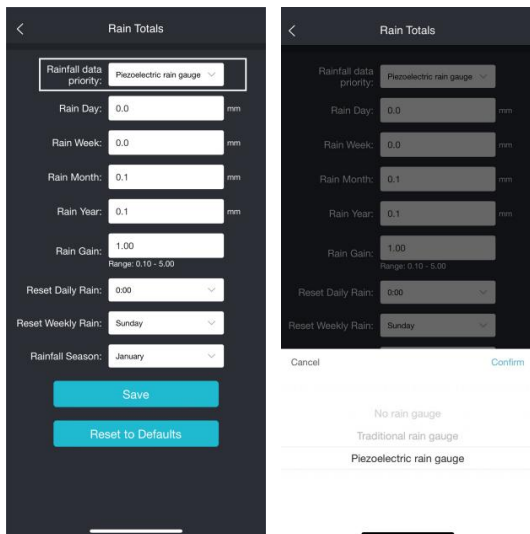 Rain Totals
Rainfall data
priority:
Piezoelectric rain gauge
Rain Day:
0.0
mm
Rain Week:
0.0
mm
Rain Month:
0.1
mm
Rain Year:
0.1
mm
Rain Gain:
1.00
Range: 0.10 - 5.00
Reset Daily Rain:
0:00
Reset Weekly Rain:
Sunday
Rainfall Season:
January
Save
Reset to Defaults
Rain Totals
Rainfall data
priority:
Piezoelectric rain gauge
Rain Day:
0.0
mm
Rain Week:
0.0
mm
Rain Month:
0.1
mm
Rain Year:
0.1
mm
Rain Gain:
1.00
Range: 0.10 - 5.00
Reset Daily Rain:
0:00
Reset Weekly Rain:
Sunday
Cancel
Confirm
No rain gauge
Traditional rain gauge
Piezoelectric rain gauge